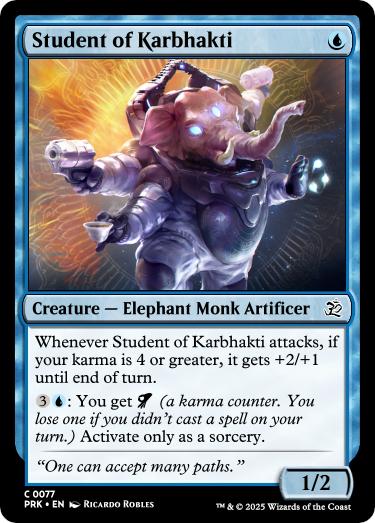 Student of Karbhakti
Creature — Elephant Monk Artificer
Whenever Student of Karbhakti attacks, if
your karma is 4 or greater, it gets +2/+1
until end of turn.
3 : You get (a karma counter. You
lose one if you didn't cast a spell on your
turn.) Activate only as a sorcery.
"One can accept many paths."
1/2
C 0077
PRK • EN Ricardo Robles
™ & © 2025 Wizards of the Coast